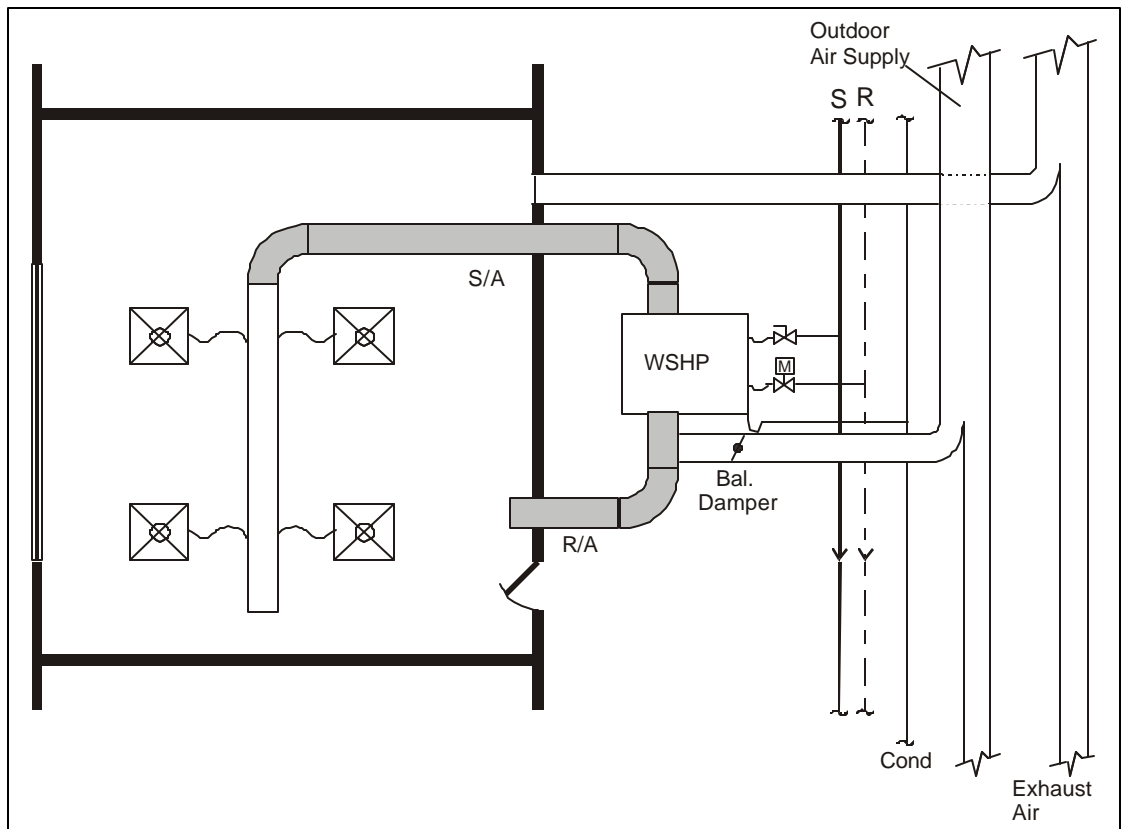 Outdoor
Air Supply
S R
S/A
WSHP
M
Bal.
Damper
R/A
Cond
Exhaust
Air